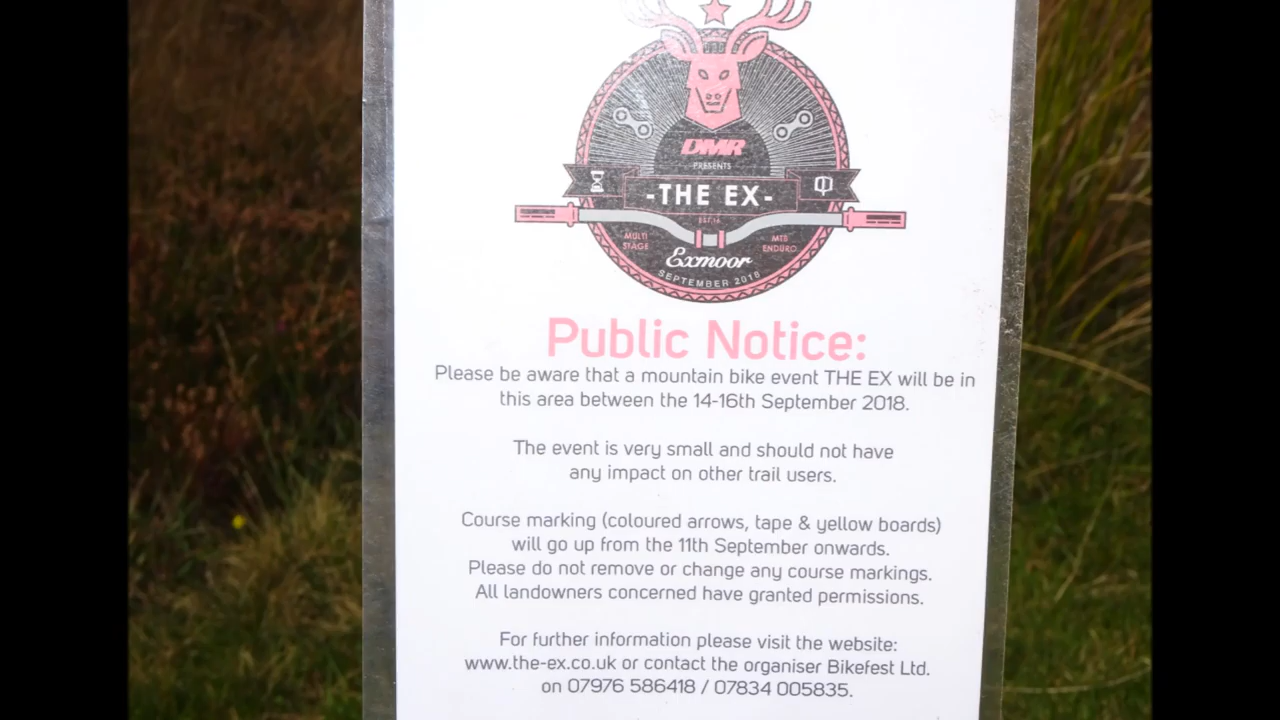 DMR
PRESENTS
-THE EX-
MULTI
STAGE
MTB
ENDURO
Exmoor
SEPTEMBER 2018
Public Notice:
Please be aware that a mountain bike event THE EX will be in
this area between the 14-16th September 2018.
The event is very small and should not have
any impact on other trail users.
Course marking (coloured arrows, tape & yellow boards)
will go up from the 11th September onwards.
Please do not remove or change any course markings.
All landowners concerned have granted permissions.
For further information please visit the website:
www.the-ex.co.uk or contact the organiser Bikefest Ltd.
on 07976 586418 / 07834 005835.